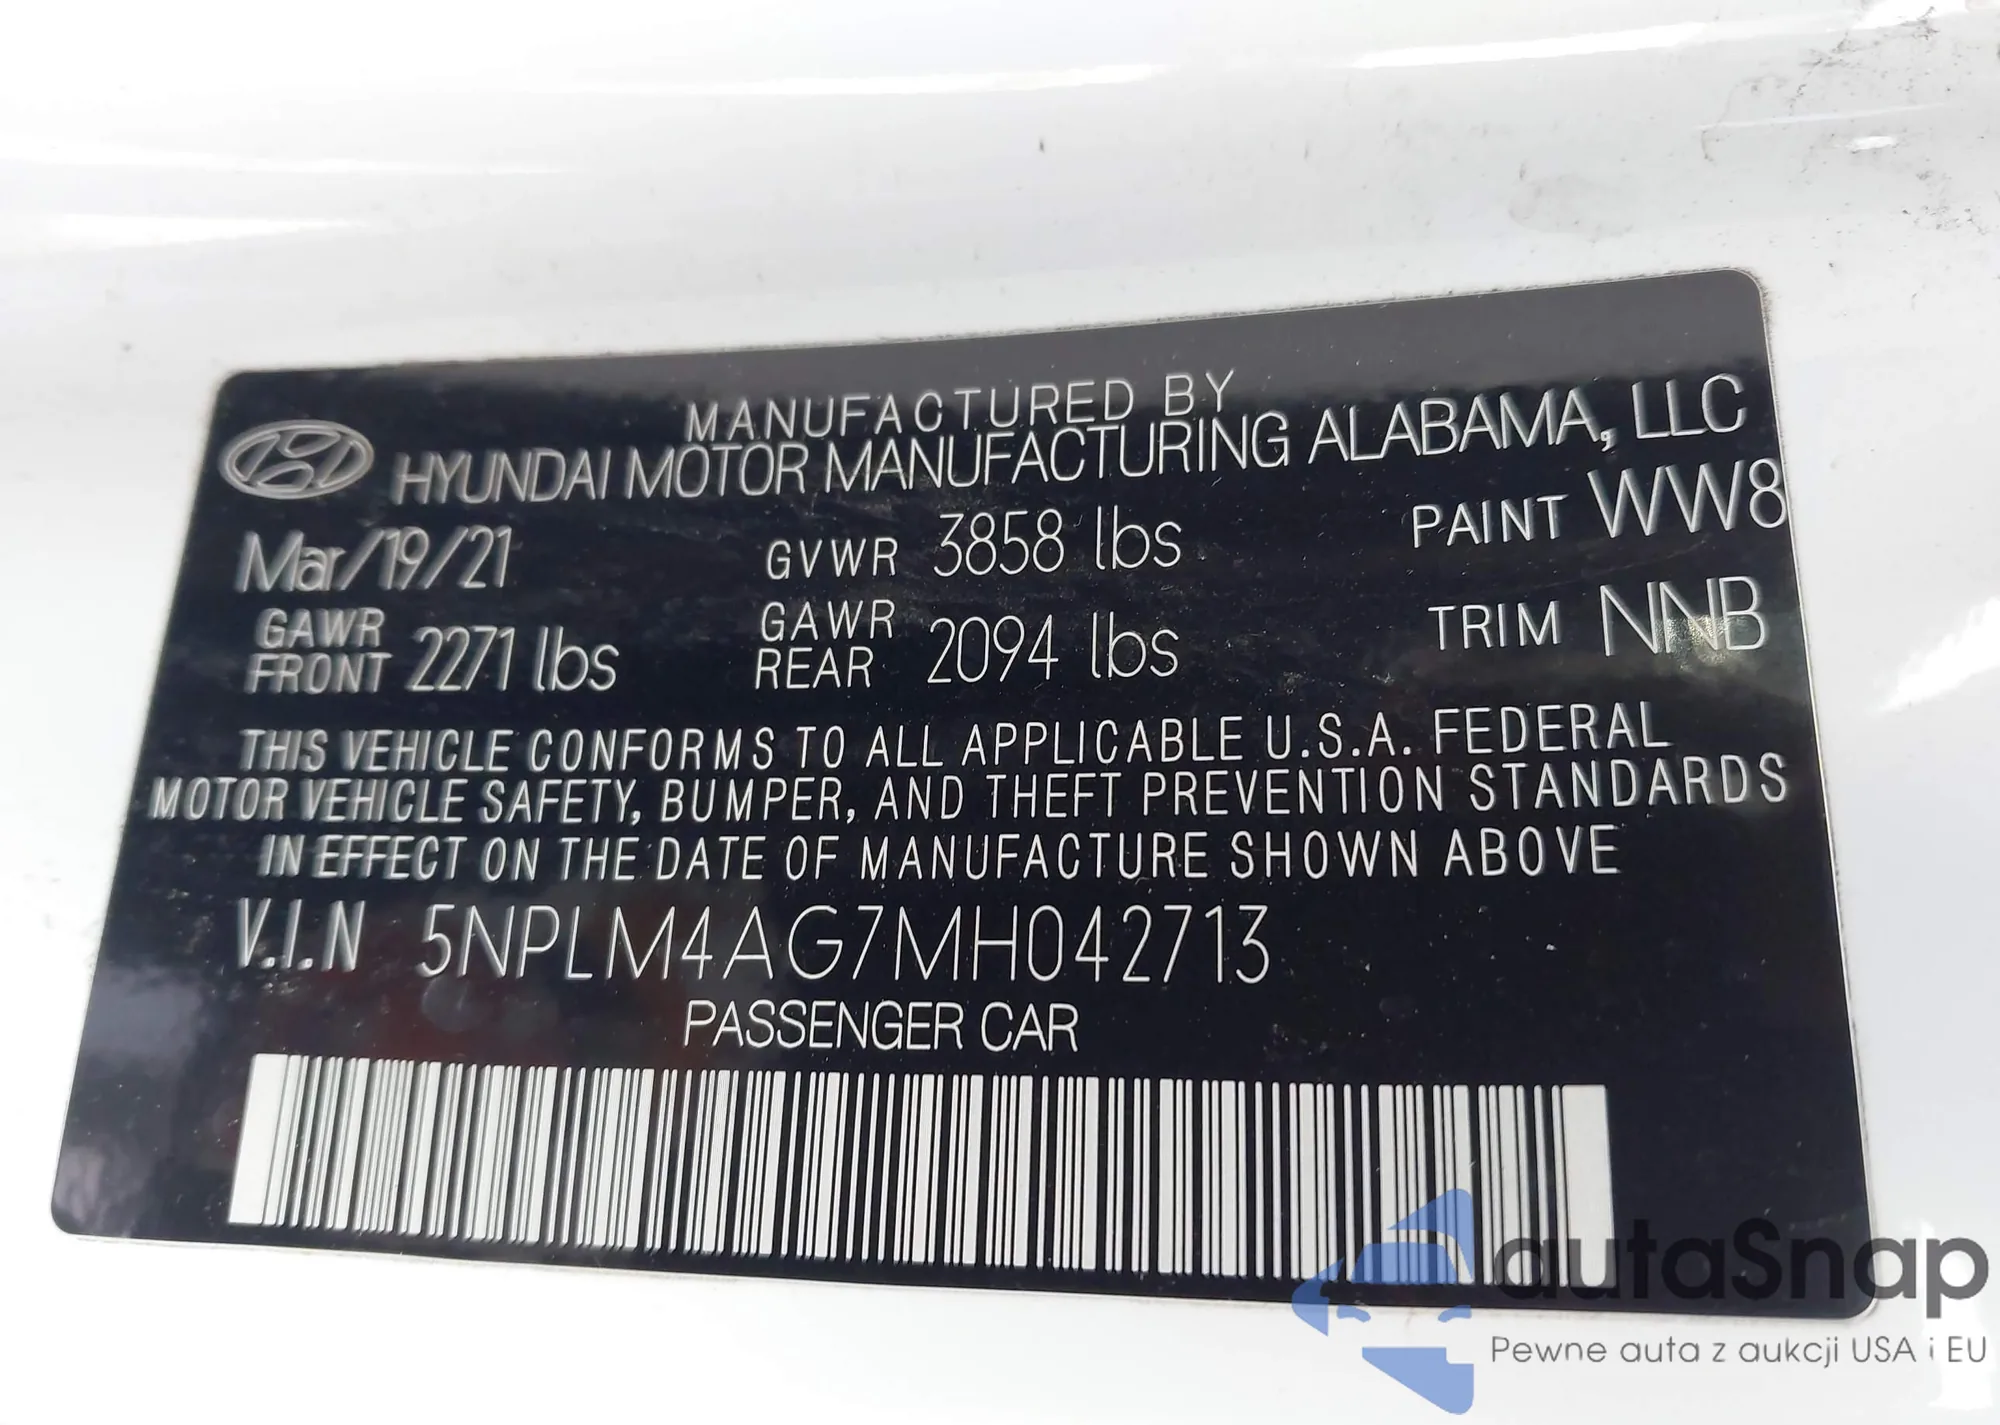 MANUFACTURED BY
HYUNDAI MOTOR MANUFACTURING ALABAMA, LLC
Mar/19/21 GVWR 3858 lbs PAINT WW8
GAWR FRONT 2271 lbs GAWR REAR 2094 lbs TRIM NNB
THIS VEHICLE CONFORMS TO ALL APPLICABLE U.S.A. FEDERAL
MOTOR VEHICLE SAFETY, BUMPER, AND THEFT PREVENTION STANDARDS
IN EFFECT ON THE DATE OF MANUFACTURE SHOWN ABOVE
V.I.N 5NPLM4AG7MH042713
PASSENGER CAR
autaSnap
Pewne auta z aukcji USA i EU